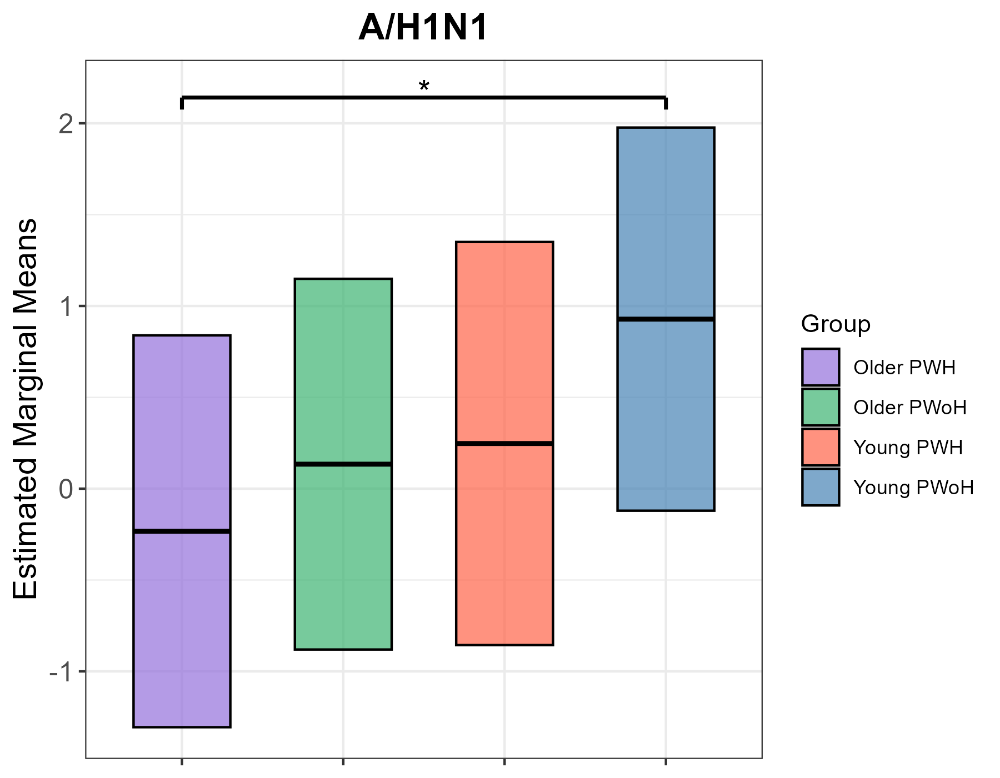 A/H1N1
*
2
1
0
-1
Estimated Marginal Means
Group
Older PWH
Older PWoH
Young PWH
Young PWoH